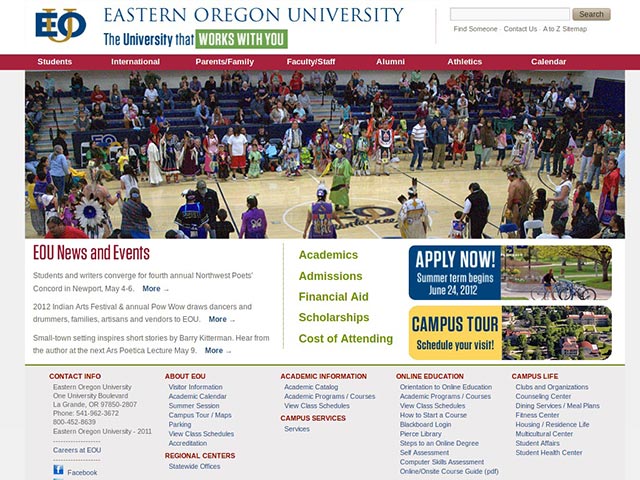 EOU
EASTERN OREGON UNIVERSITY
The University that WORKS WITH YOU
Search
Find Someone · Contact Us · A to Z Sitemap
Students International Parents/Family Faculty/Staff Alumni Athletics Calendar
EOU News and Events
Students and writers converge for fourth annual Northwest Poets'
Concord in Newport, May 4-6. More →
2012 Indian Arts Festival & annual Pow Wow draws dancers and
drummers, families, artisans and vendors to EOU. More →
Small-town setting inspires short stories by Barry Kitterman. Hear from
the author at the next Ars Poetica Lecture May 9. More →
Academics
Admissions
Financial Aid
Scholarships
Cost of Attending
APPLY NOW!
Summer term begins
June 24, 2012
CAMPUS TOUR
Schedule your visit!
CONTACT INFO
Eastern Oregon University
One University Boulevard
La Grande, OR 97850-2807
Phone: 541-962-3672
800-452-8639
Eastern Oregon University - 2011
-------------------
Careers at EOU
-------------------
Facebook
ABOUT EOU
Visitor Information
Academic Calendar
Summer Session
Campus Tour / Maps
Parking
View Class Schedules
Accreditation
REGIONAL CENTERS
Statewide Offices
ACADEMIC INFORMATION
Academic Catalog
Academic Programs / Courses
View Class Schedules
CAMPUS SERVICES
Services
ONLINE EDUCATION
Orientation to Online Education
Academic Programs / Courses
View Class Schedules
How to Start a Course
Blackboard Login
Pierce Library
Steps to an Online Degree
Self Assessment
Computer Skills Assessment
Online/Onsite Course Guide (pdf)
CAMPUS LIFE
Clubs and Organizations
Counseling Center
Dining Services / Meal Plans
Fitness Center
Housing / Residence Life
Multicultural Center
Student Affairs
Student Health Center